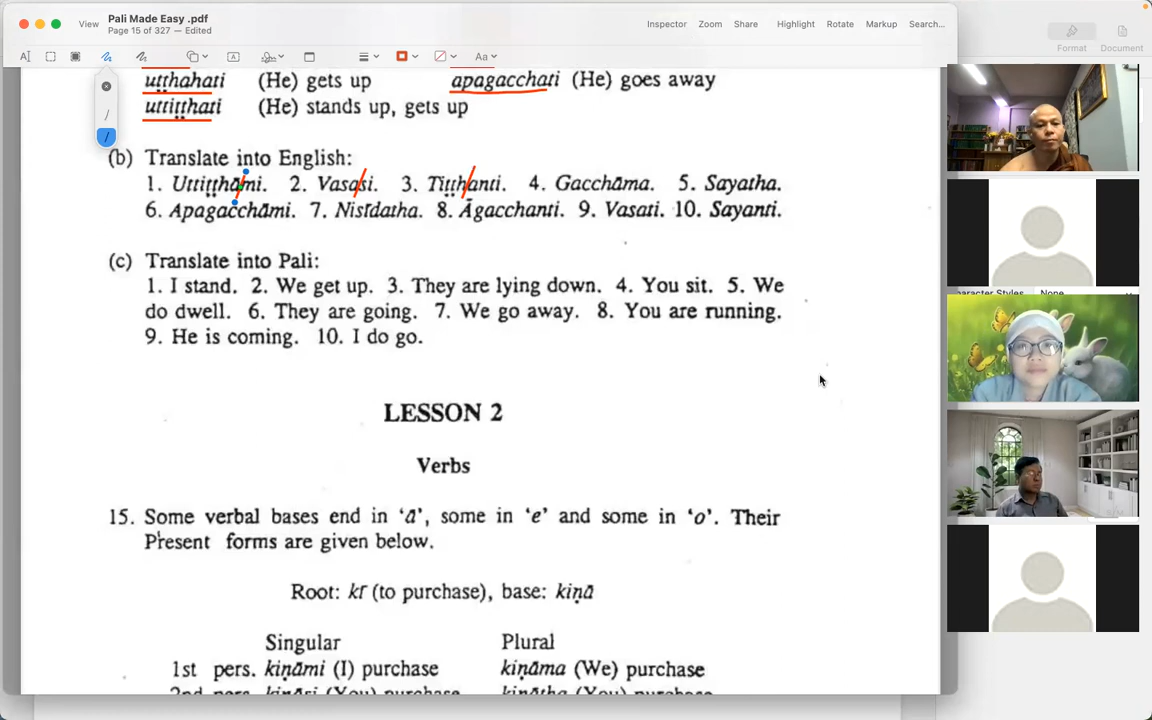 View
Pali Made Easy .pdf
Page 15 of 327 — Edited
Inspector Zoom Share Highlight Rotate Markup Search...
Format Document
Aa
uṭṭhahati (He) gets up apagacchati (He) goes away
uttiṭṭhati (He) stands up, gets up
(b) Translate into English:
1. Uttiṭṭhāmi. 2. Vasasi. 3. Tiṭṭhanti. 4. Gacchāma. 5. Sayatha.
6. Apagacchāmi. 7. Nisīdatha. 8. Āgacchanti. 9. Vasati. 10. Sayanti.
(c) Translate into Pali:
1. I stand. 2. We get up. 3. They are lying down. 4. You sit. 5. We
do dwell. 6. They are going. 7. We go away. 8. You are running.
9. He is coming. 10. I do go.
LESSON 2
Verbs
15. Some verbal bases end in ‘ā’, some in ‘e’ and some in ‘o’. Their
Present forms are given below.
Root: kī (to purchase), base: kiṇā
Singular Plural
1st pers. kiṇāmi (I) purchase kiṇāma (We) purchase
None